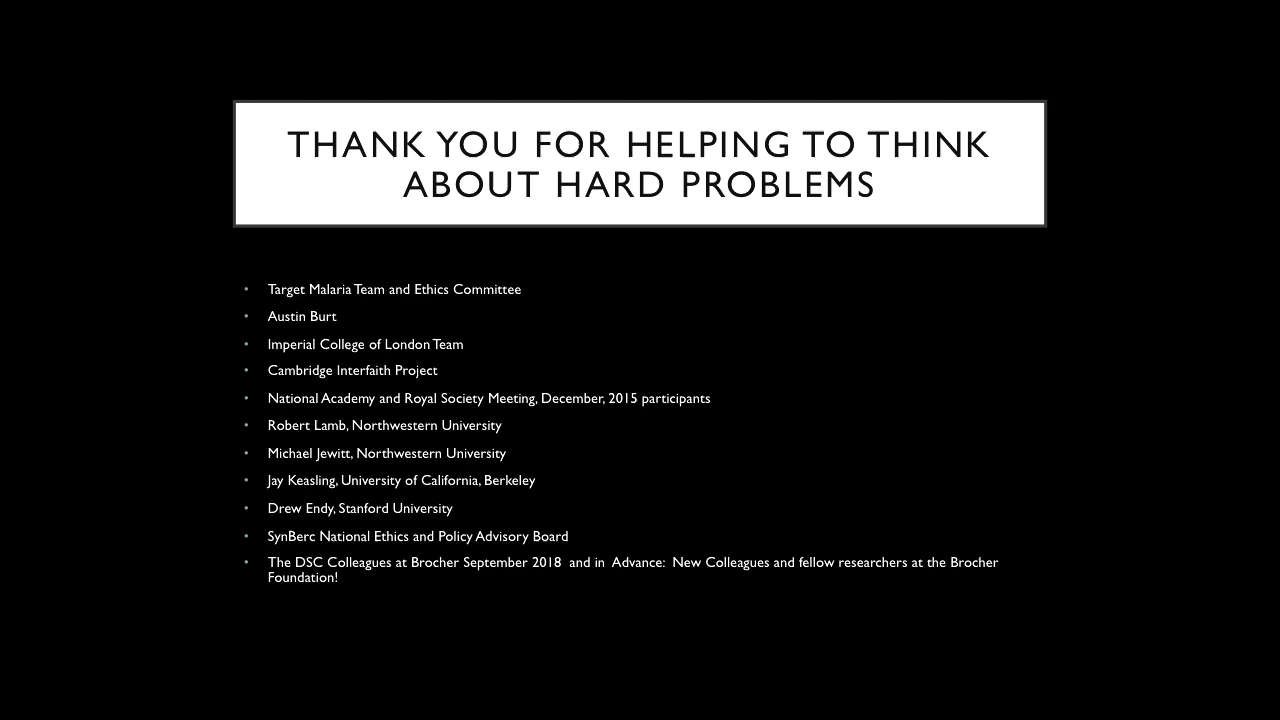 THANK YOU FOR HELPING TO THINK
ABOUT HARD PROBLEMS
• Target Malaria Team and Ethics Committee
• Austin Burt
• Imperial College of London Team
• Cambridge Interfaith Project
• National Academy and Royal Society Meeting, December, 2015 participants
• Robert Lamb, Northwestern University
• Michael Jewitt, Northwestern University
• Jay Keasling, University of California, Berkeley
• Drew Endy, Stanford University
• SynBerc National Ethics and Policy Advisory Board
• The DSC Colleagues at Brocher September 2018 and in Advance: New Colleagues and fellow researchers at the Brocher
Foundation!